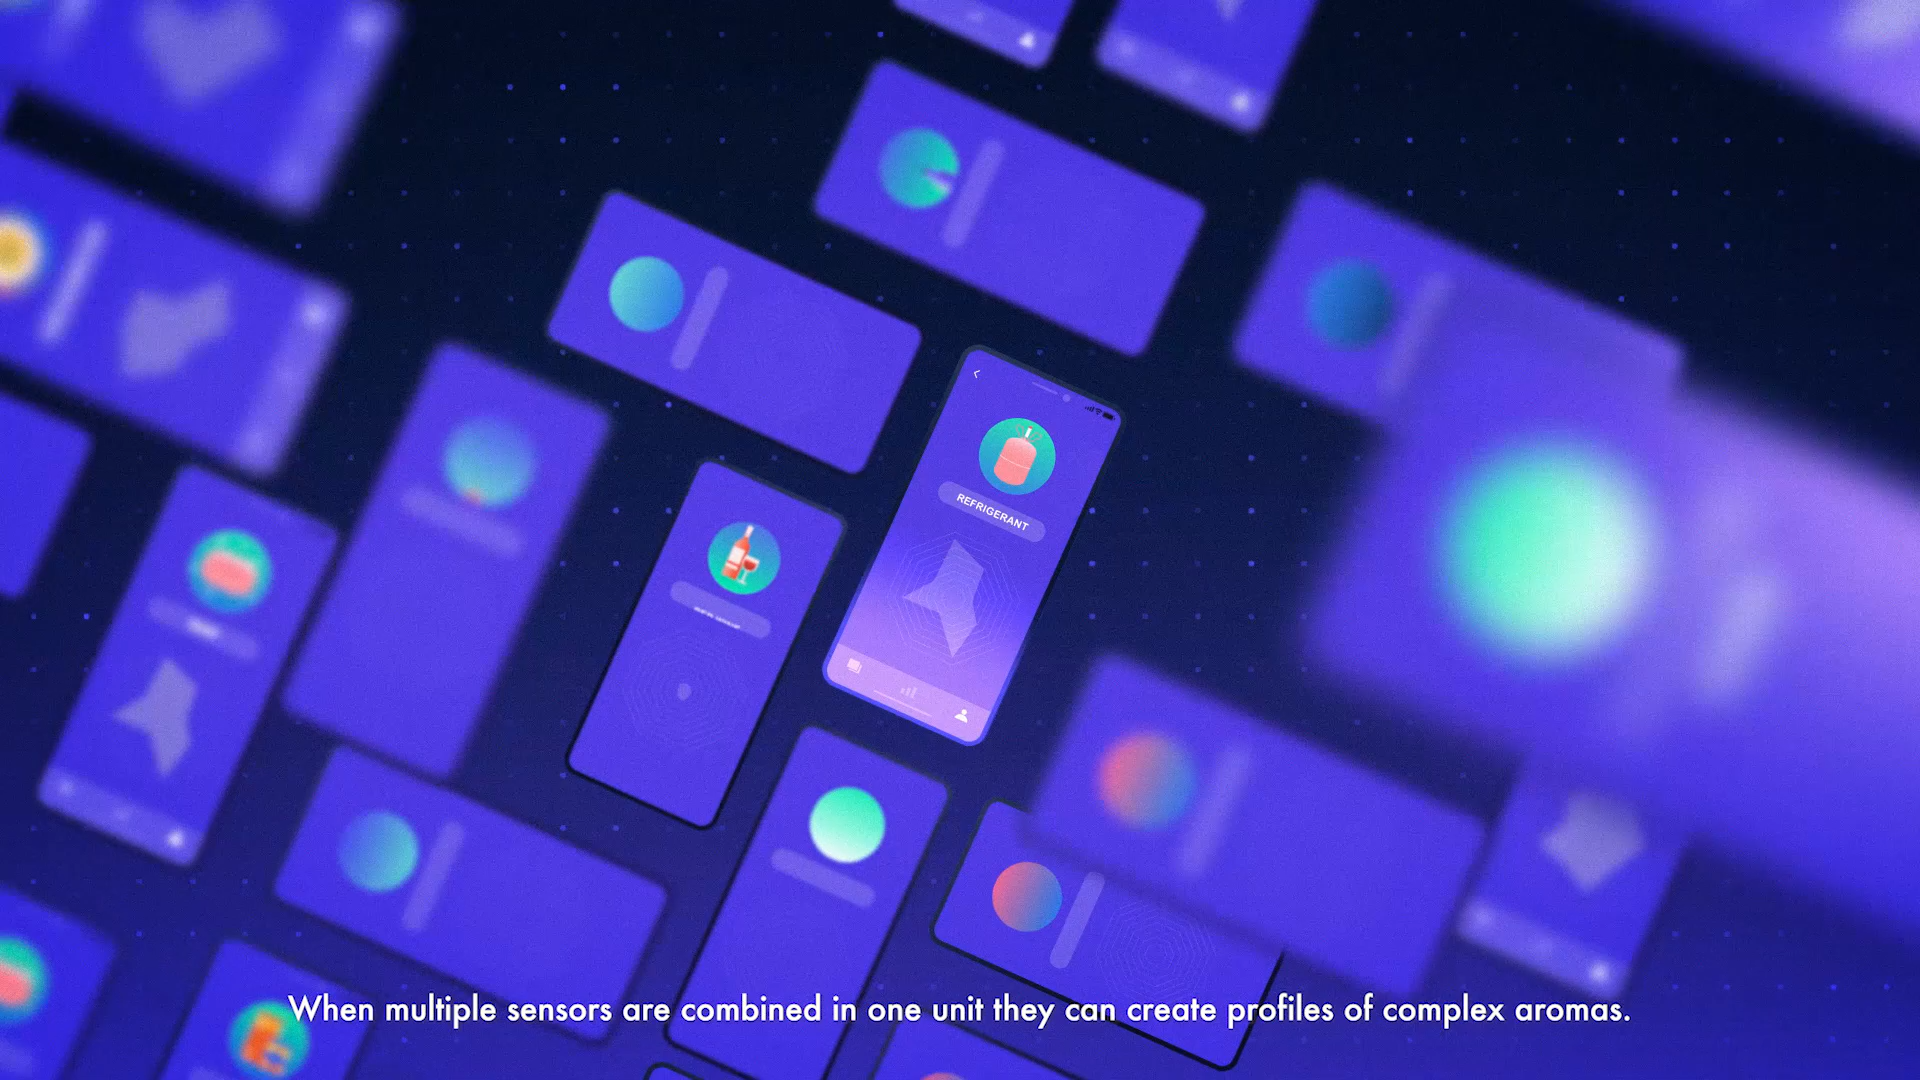 REFRIGERANT
When multiple sensors are combined in one unit they can create profiles of complex aromas.